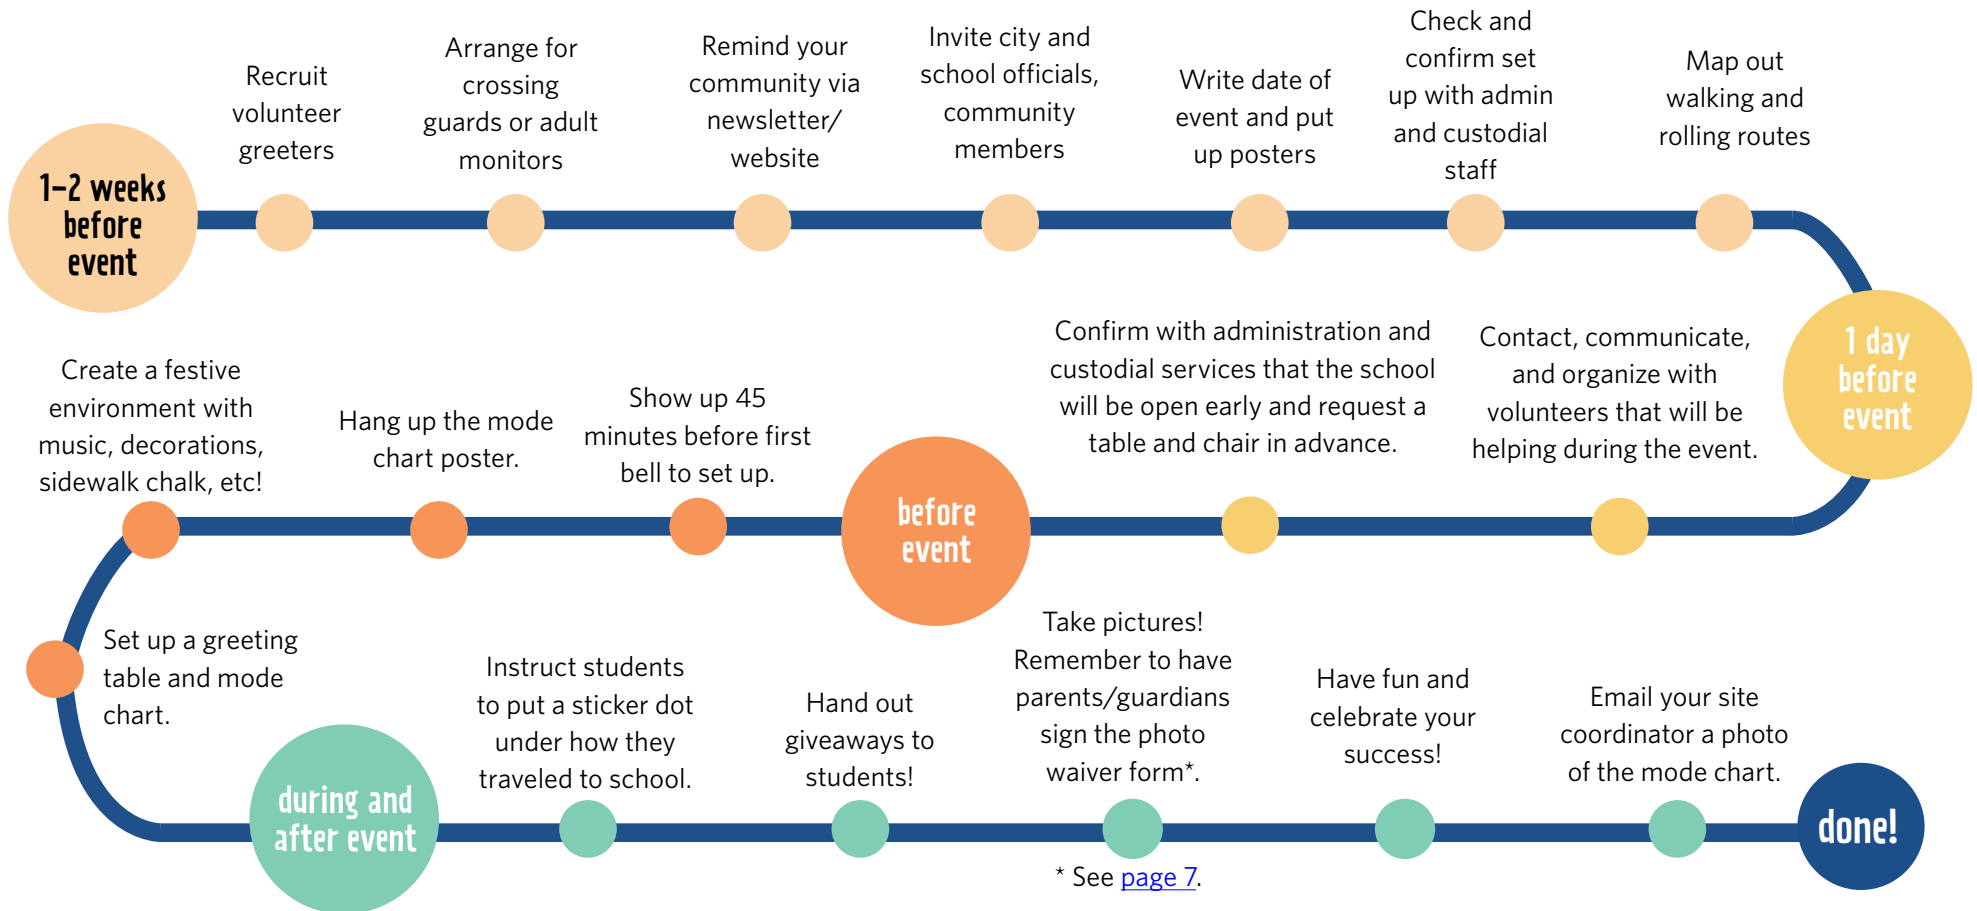 1–2 weeks
before
event
Recruit
volunteer
greeters
Arrange for
crossing
guards or adult
monitors
Remind your
community via
newsletter/
website
Invite city and
school officials,
community
members
Write date of
event and put
up posters
Check and
confirm set
up with admin
and custodial
staff
Map out
walking and
rolling routes
1 day
before
event
Contact, communicate,
and organize with
volunteers that will be
helping during the event.
Confirm with administration and
custodial services that the school
will be open early and request a
table and chair in advance.
before
event
Show up 45
minutes before first
bell to set up.
Hang up the mode
chart poster.
Create a festive
environment with
music, decorations,
sidewalk chalk, etc!
Set up a greeting
table and mode
chart.
during and
after event
Instruct students
to put a sticker dot
under how they
traveled to school.
Hand out
giveaways to
students!
Take pictures!
Remember to have
parents/guardians
sign the photo
waiver form*.
Have fun and
celebrate your
success!
Email your site
coordinator a photo
of the mode chart.
done!
* See page 7.